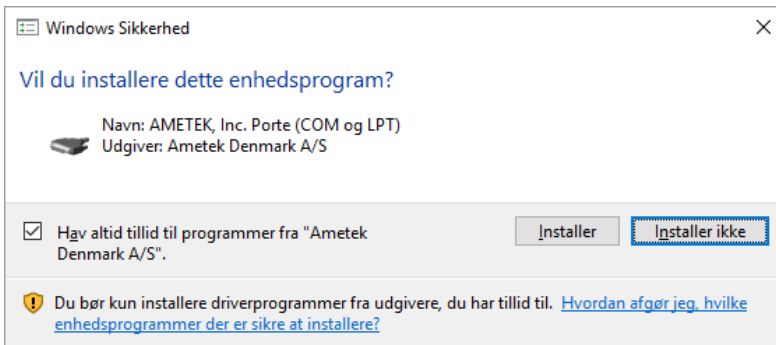 Windows Sikkerhed
Vil du installere dette enhedsprogram?
Navn: AMETEK, Inc. Porte (COM og LPT)
Udgiver: Ametek Denmark A/S
Hav altid tillid til programmer fra "Ametek
Denmark A/S".
Installer
Installer ikke
Du bør kun installere driverprogrammer fra udgivere, du har tillid til. Hvordan afgør jeg, hvilke
enhedsprogrammer der er sikre at installere?